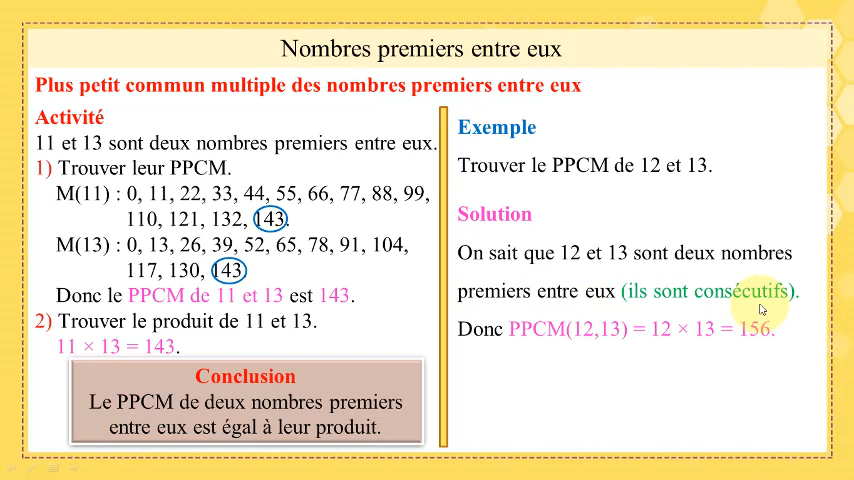 Nombres premiers entre eux
Plus petit commun multiple des nombres premiers entre eux
Activité
11 et 13 sont deux nombres premiers entre eux.
1) Trouver leur PPCM.
M(11) : 0, 11, 22, 33, 44, 55, 66, 77, 88, 99,
110, 121, 132, 143.
M(13) : 0, 13, 26, 39, 52, 65, 78, 91, 104,
117, 130, 143.
Donc le PPCM de 11 et 13 est 143.
2) Trouver le produit de 11 et 13.
11 × 13 = 143.
Conclusion
Le PPCM de deux nombres premiers
entre eux est égal à leur produit.
Exemple
Trouver le PPCM de 12 et 13.
Solution
On sait que 12 et 13 sont deux nombres
premiers entre eux (ils sont consécutifs).
Donc PPCM(12,13) = 12 × 13 = 156.